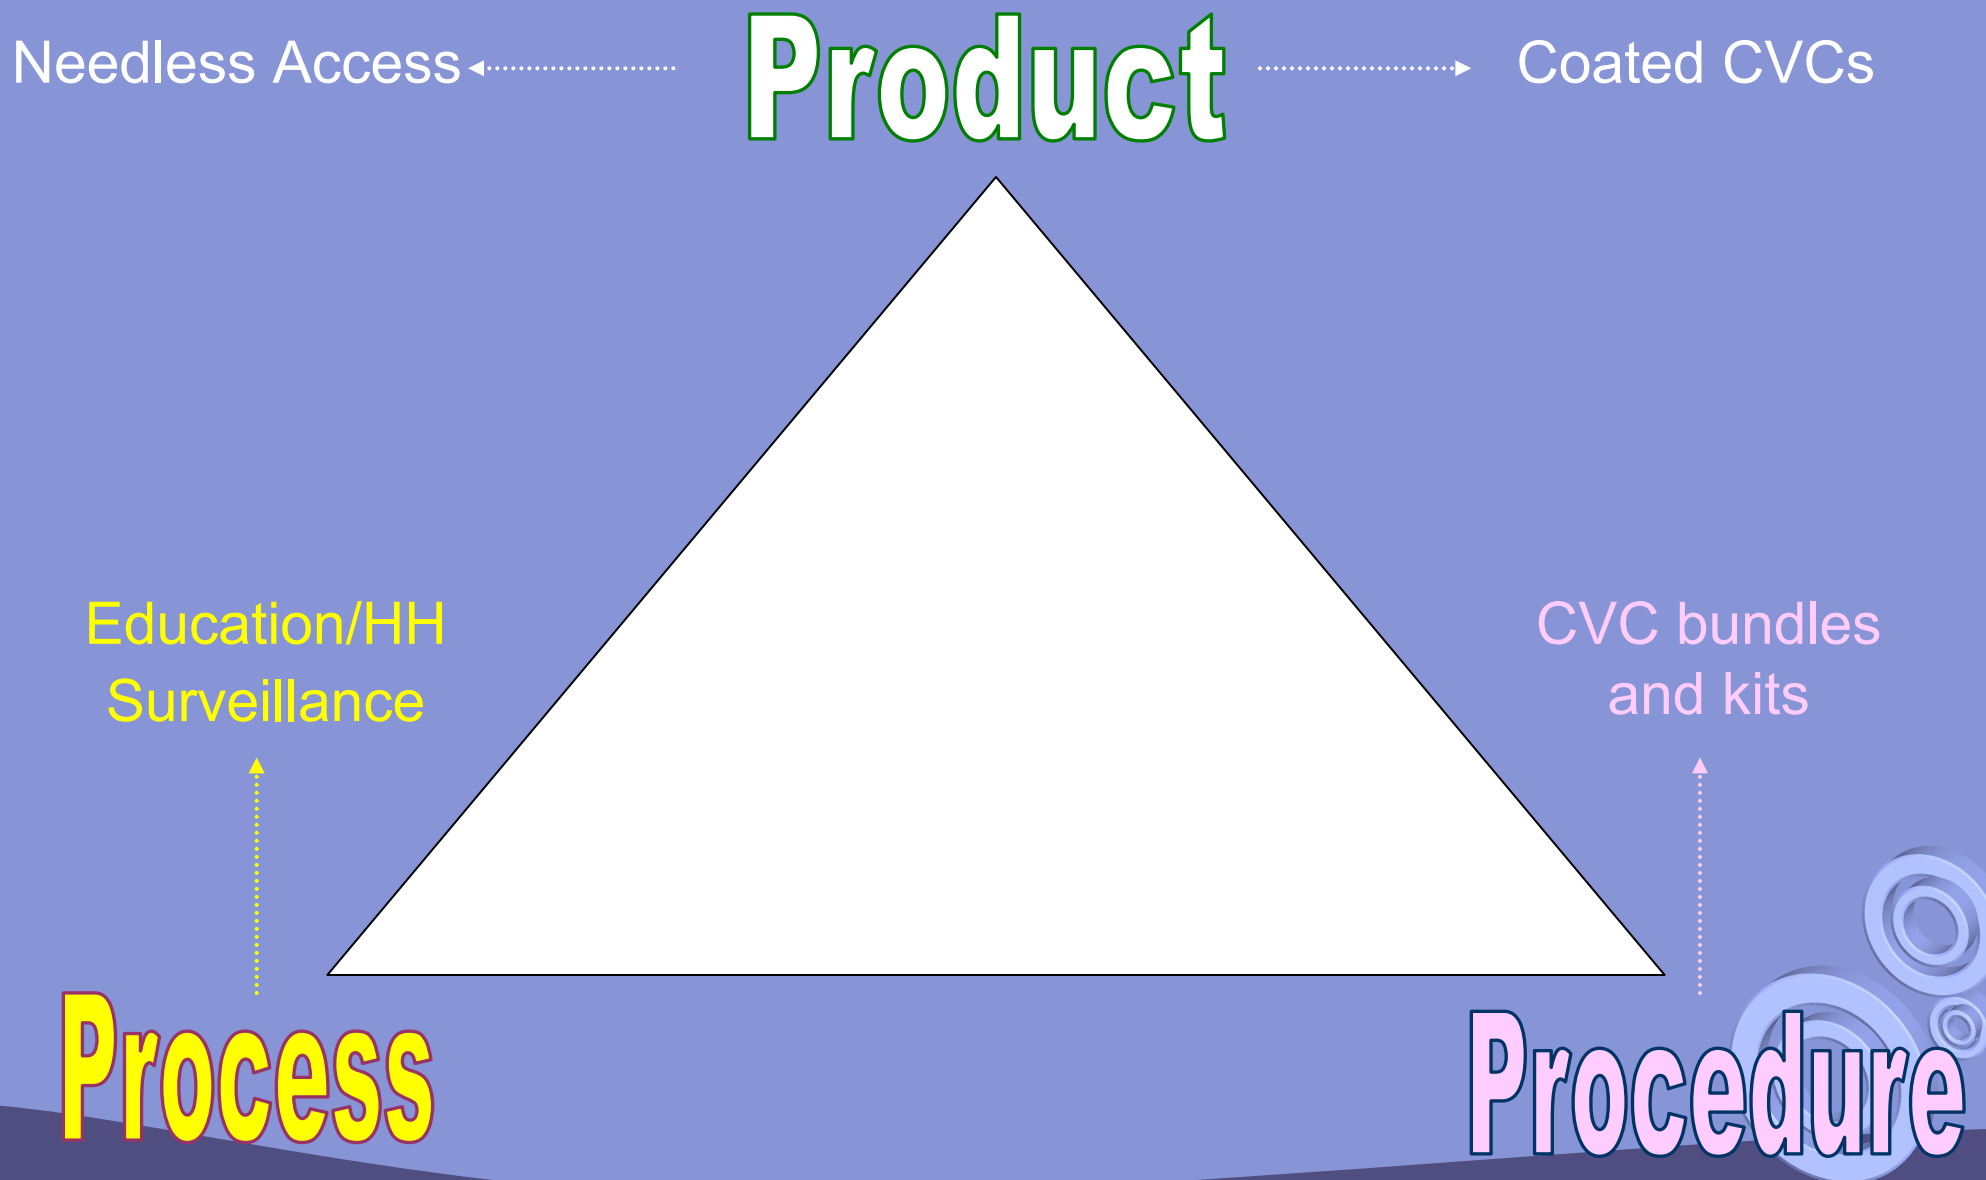 Needless Access
Product
Coated CVCs
Education/HH
Surveillance
CVC bundles
and kits
Process
Procedure